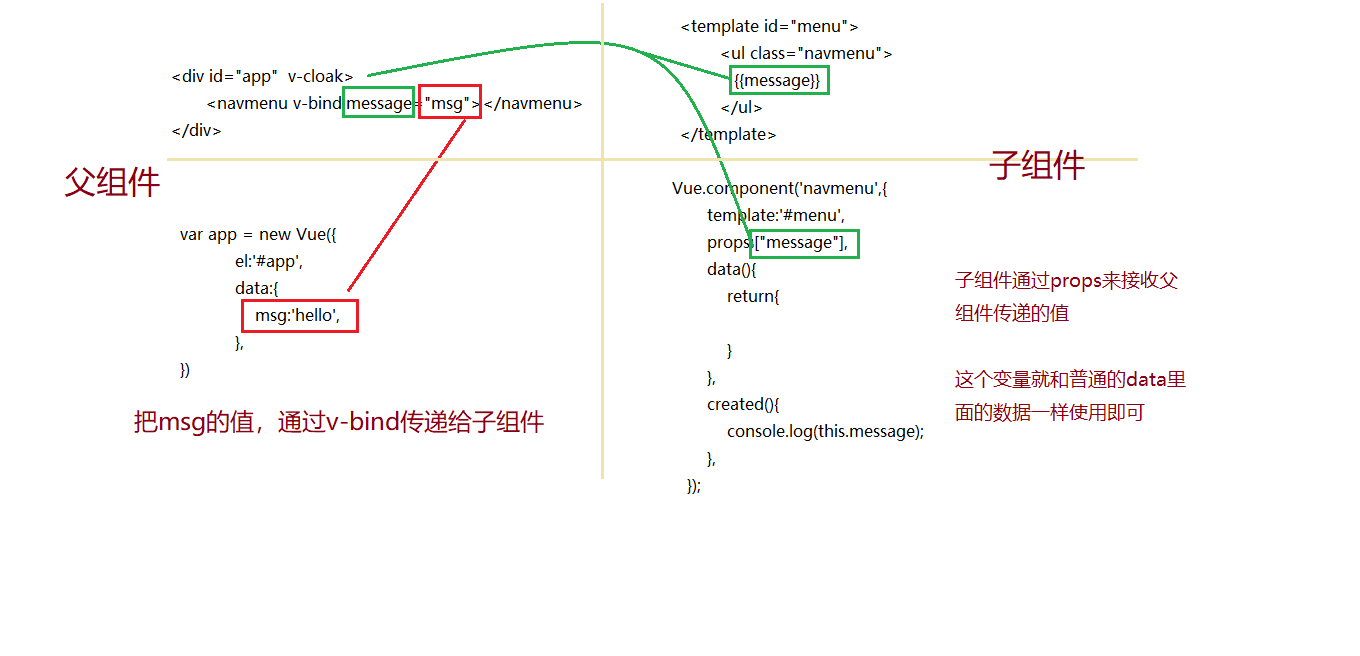 <div id="app"  v-cloak>
<navmenu v-bind message="msg"></navmenu>
</div>
父组件
var app = new Vue({
el:'#app',
data:{
msg:'hello',
},
})
把msg的值，通过v-bind传递给子组件
<template id="menu">
<ul class="navmenu">
{{message}}
</ul>
</template>
子组件
Vue.component('navmenu',{
template:'#menu',
props:["message"],
data(){
return{
}
},
created(){
console.log(this.message);
},
});
子组件通过props来接收父
组件传递的值
这个变量就和普通的data里
面的数据一样使用即可